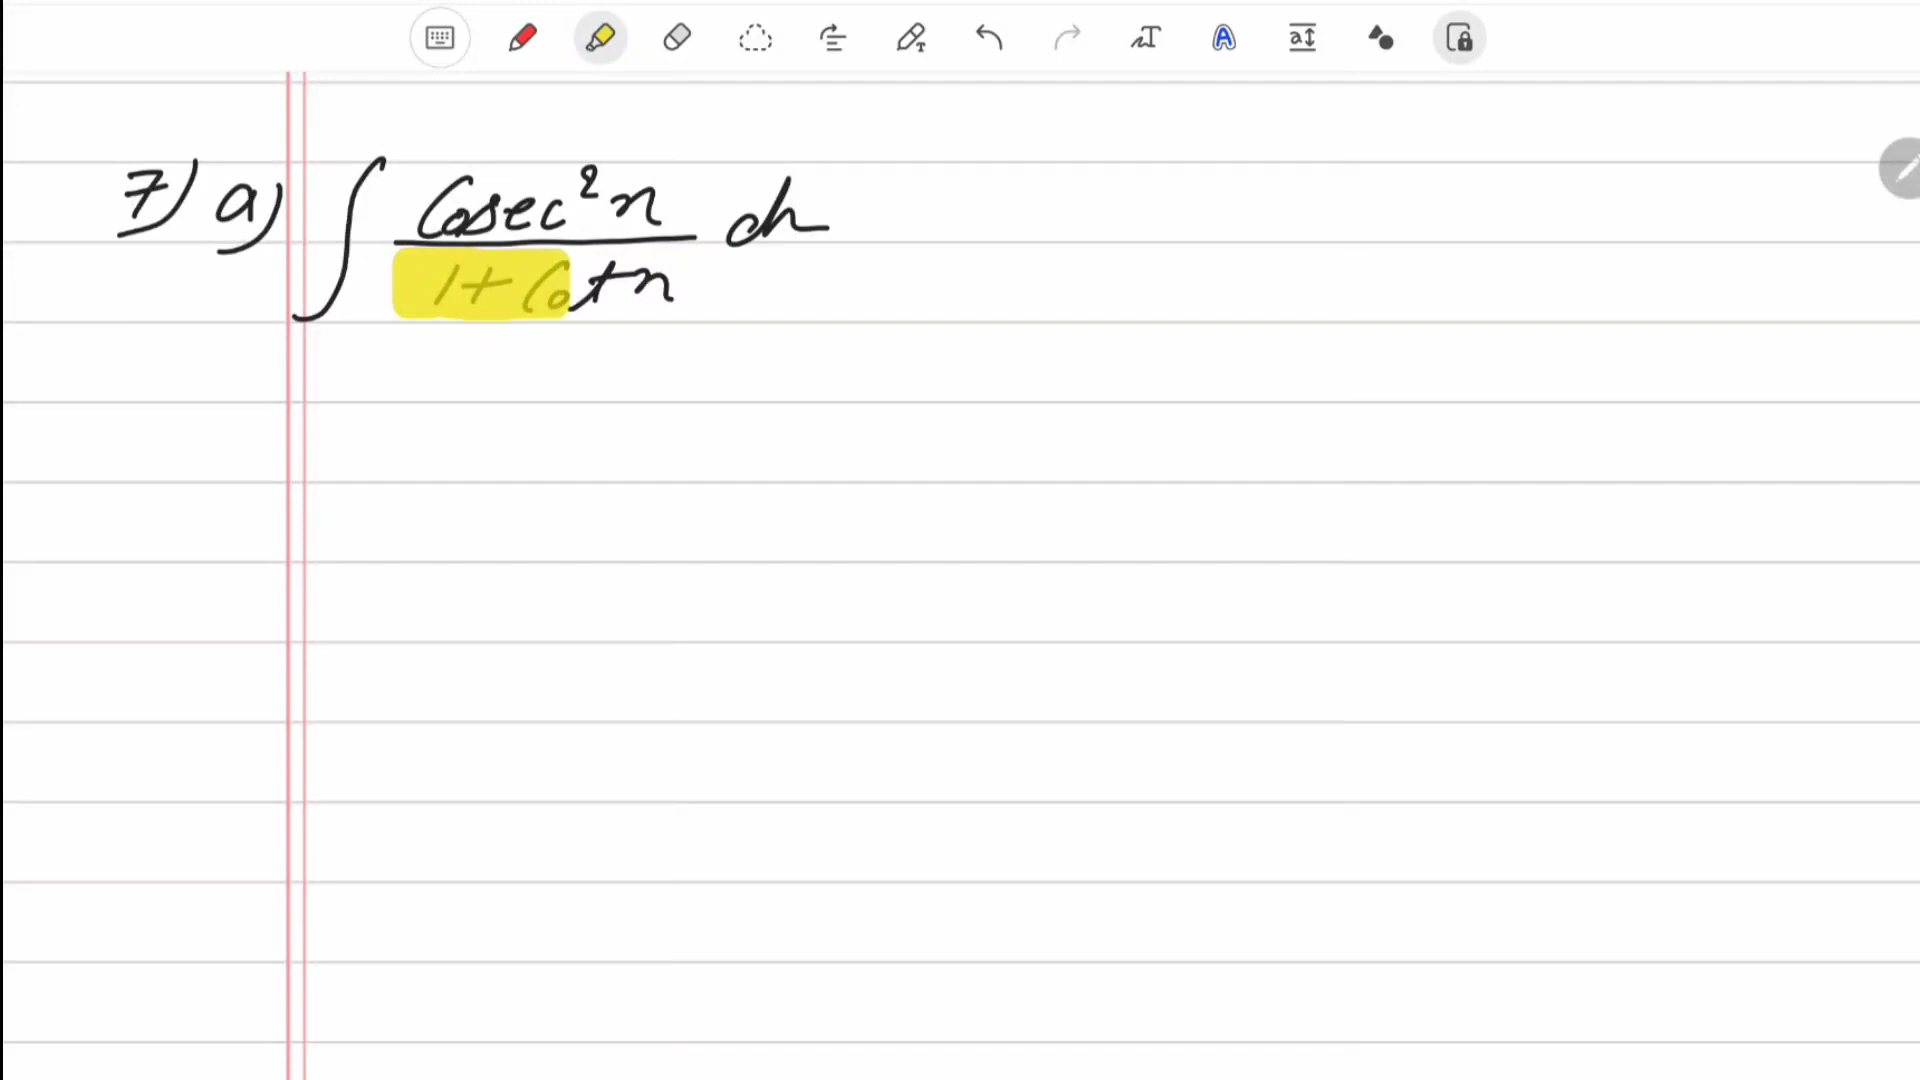 7) a) ∫ Cosec²x / 1 + Cotx dx